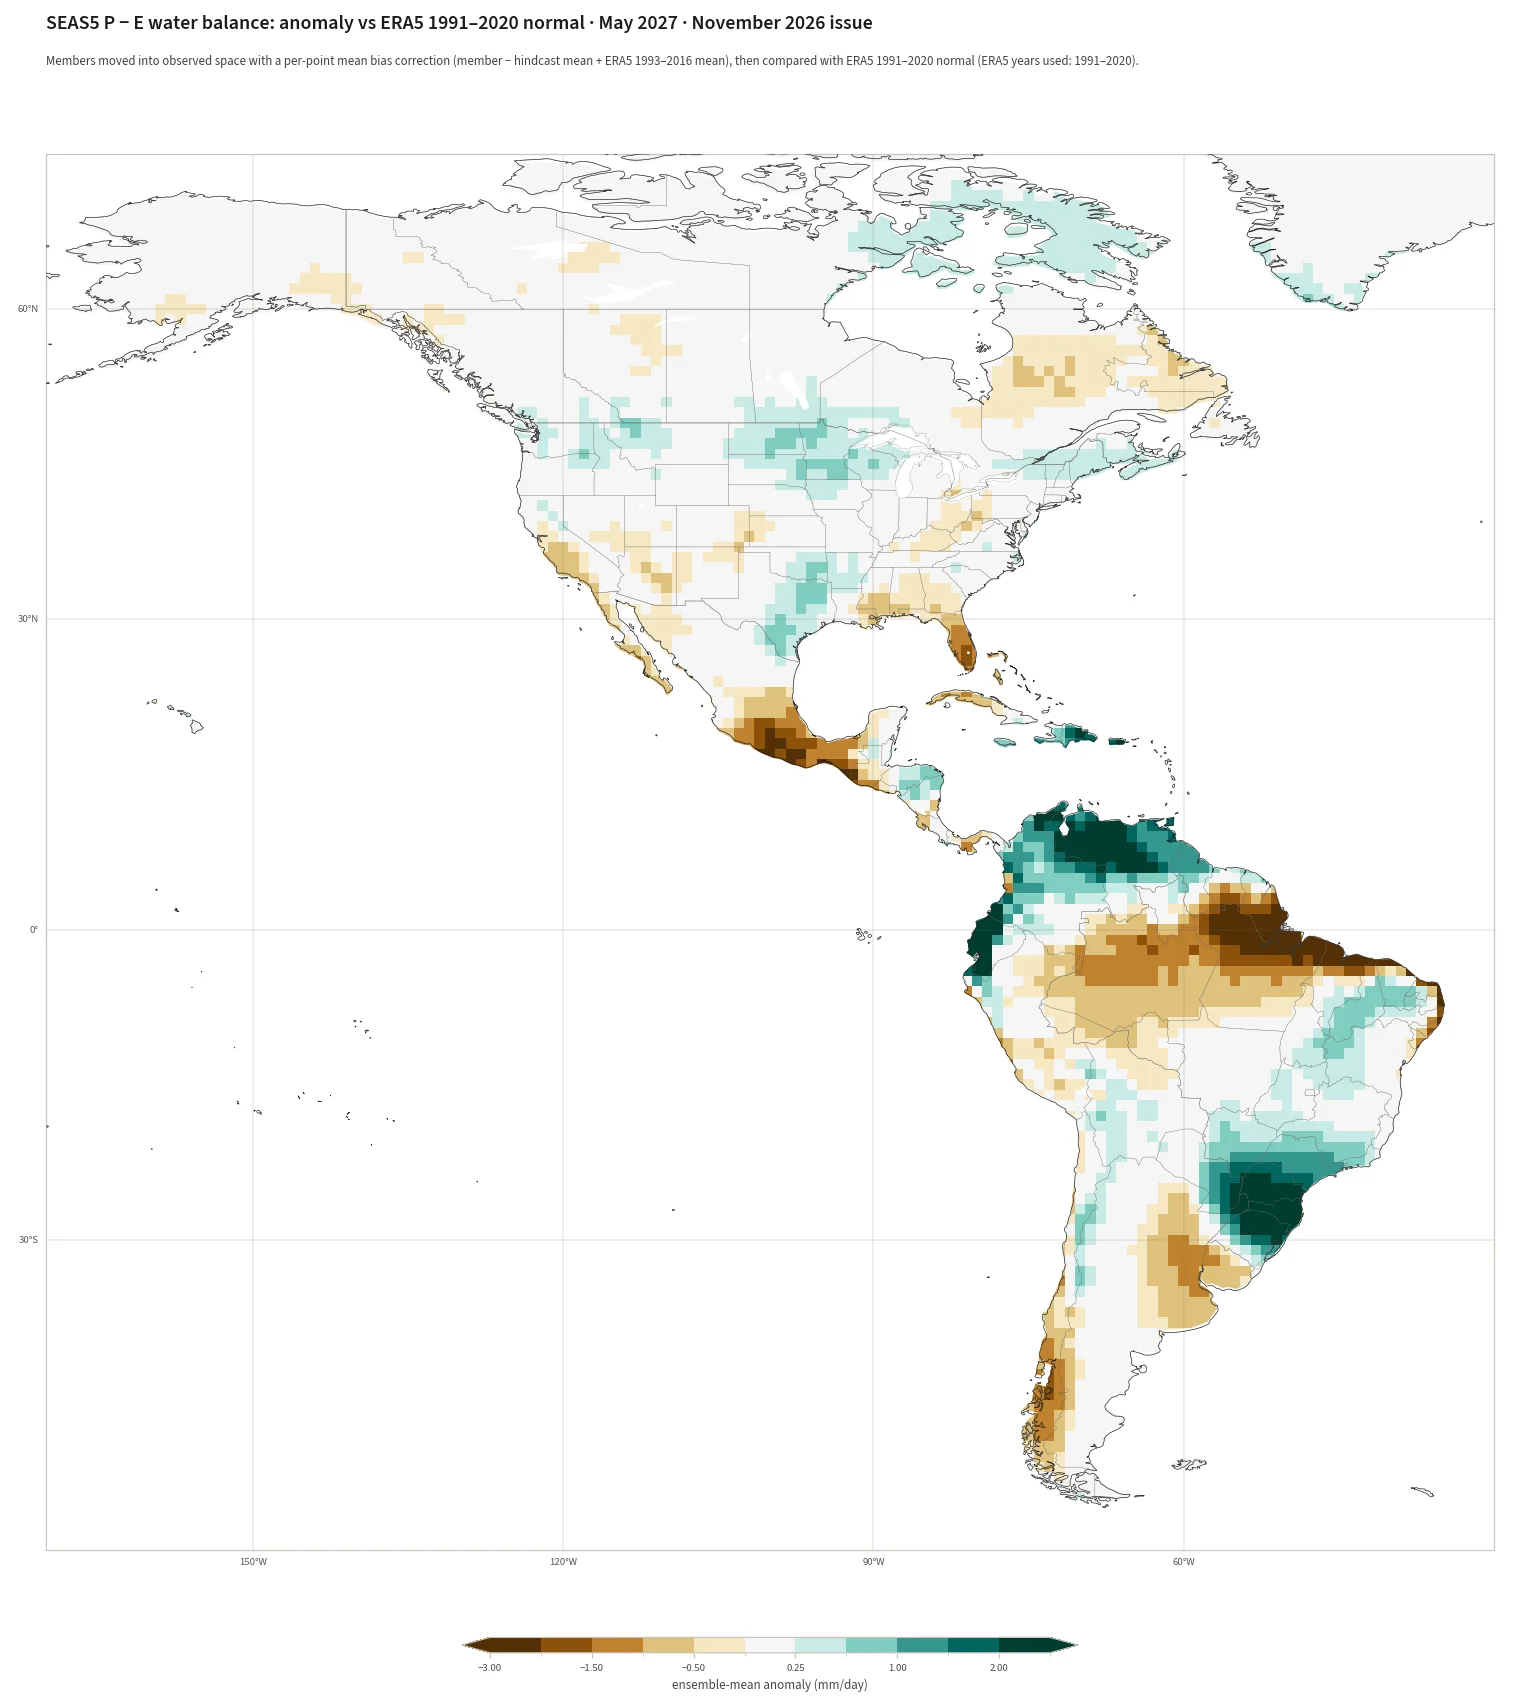 SEAS5 P − E water balance: anomaly vs ERA5 1991–2020 normal · May 2027 · November 2026 issue
Members moved into observed space with a per-point mean bias correction (member − hindcast mean + ERA5 1993–2016 mean), then compared with ERA5 1991–2020 normal (ERA5 years used: 1991–2020).
60°N
30°N
0°
30°S
150°W
120°W
90°W
60°W
−3.00
−1.50
−0.50
0.25
1.00
2.00
ensemble-mean anomaly (mm/day)